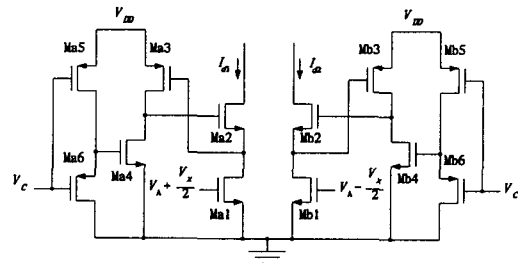 V_DD
V_DD
Ma5
Ma3
I_d1
I_d2
Mb3
Mb5
Ma2
Mb2
Ma6
Ma4
Mb4
Mb6
V_C
V_A + V_x/2
Ma1
Mb1
V_A − V_x/2
V_C